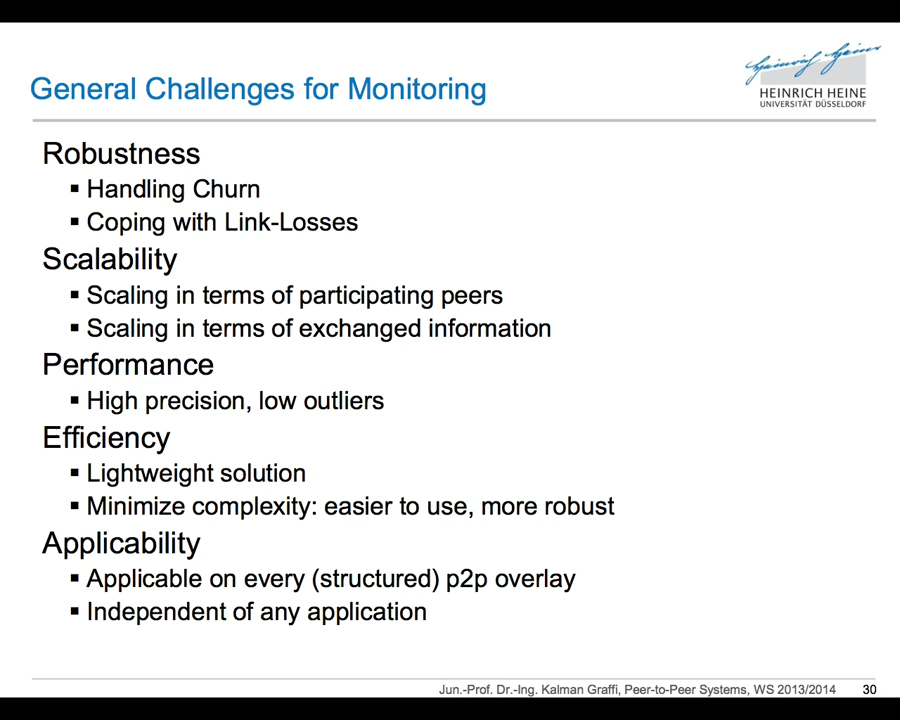 General Challenges for Monitoring
Heinrich Heine
HEINRICH HEINE
UNIVERSITÄT DÜSSELDORF
Robustness
▪ Handling Churn
▪ Coping with Link-Losses
Scalability
▪ Scaling in terms of participating peers
▪ Scaling in terms of exchanged information
Performance
▪ High precision, low outliers
Efficiency
▪ Lightweight solution
▪ Minimize complexity: easier to use, more robust
Applicability
▪ Applicable on every (structured) p2p overlay
▪ Independent of any application
Jun.-Prof. Dr.-Ing. Kalman Graffi, Peer-to-Peer Systems, WS 2013/2014 30